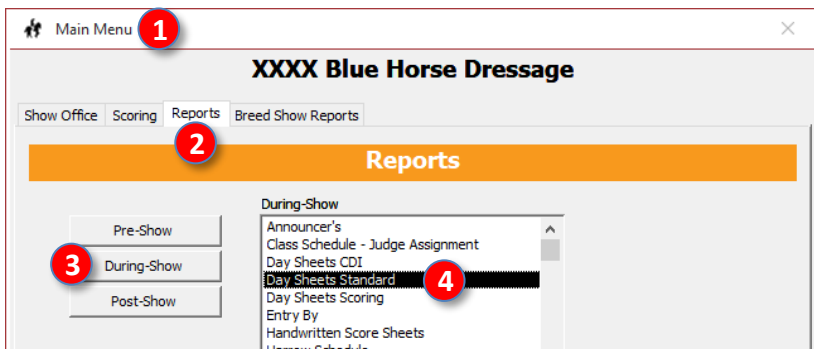 Main Menu 1
XXXX Blue Horse Dressage
Show Office Scoring Reports Breed Show Reports
2
Reports
During-Show
Pre-Show
3 During-Show
Post-Show
Announcer's
Class Schedule - Judge Assignment
Day Sheets CDI
Day Sheets Standard 4
Day Sheets Scoring
Entry By
Handwritten Score Sheets
Harrow Schedule